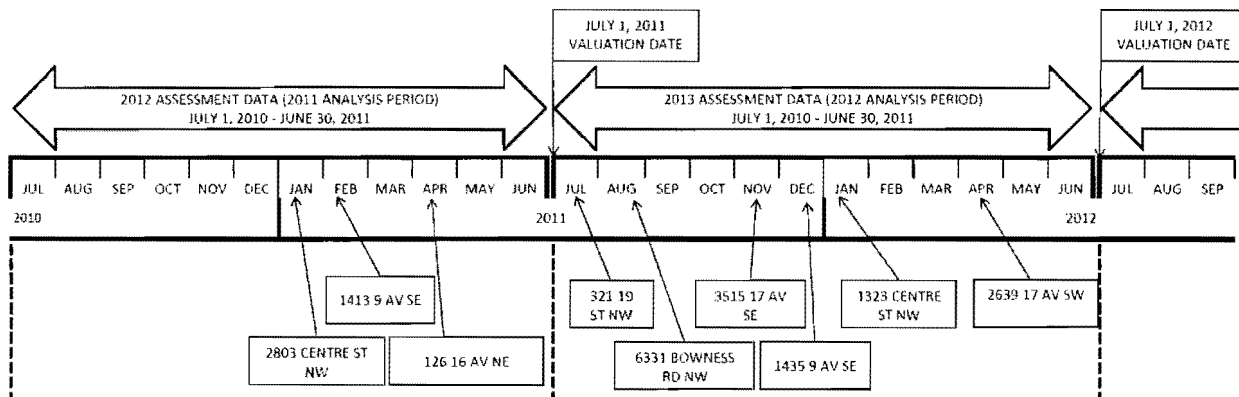 JULY 1, 2011
VALUATION DATE
JULY 1, 2012
VALUATION DATE
2012 ASSESSMENT DATA (2011 ANALYSIS PERIOD)
JULY 1, 2010 - JUNE 30, 2011
2013 ASSESSMENT DATA (2012 ANALYSIS PERIOD)
JULY 1, 2010 - JUNE 30, 2011
JUL AUG SEP OCT NOV DEC JAN FEB MAR APR MAY JUN JUL AUG SEP OCT NOV DEC JAN FEB MAR APR MAY JUN JUL AUG SEP
2010 2011 2012
1413 9 AV SE
321 19
ST NW
3515 17 AV
SE
1323 CENTRE
ST NW
2639 17 AV SW
2803 CENTRE ST
NW
126 16 AV NE
6331 BOWNESS
RD NW
1435 9 AV SE